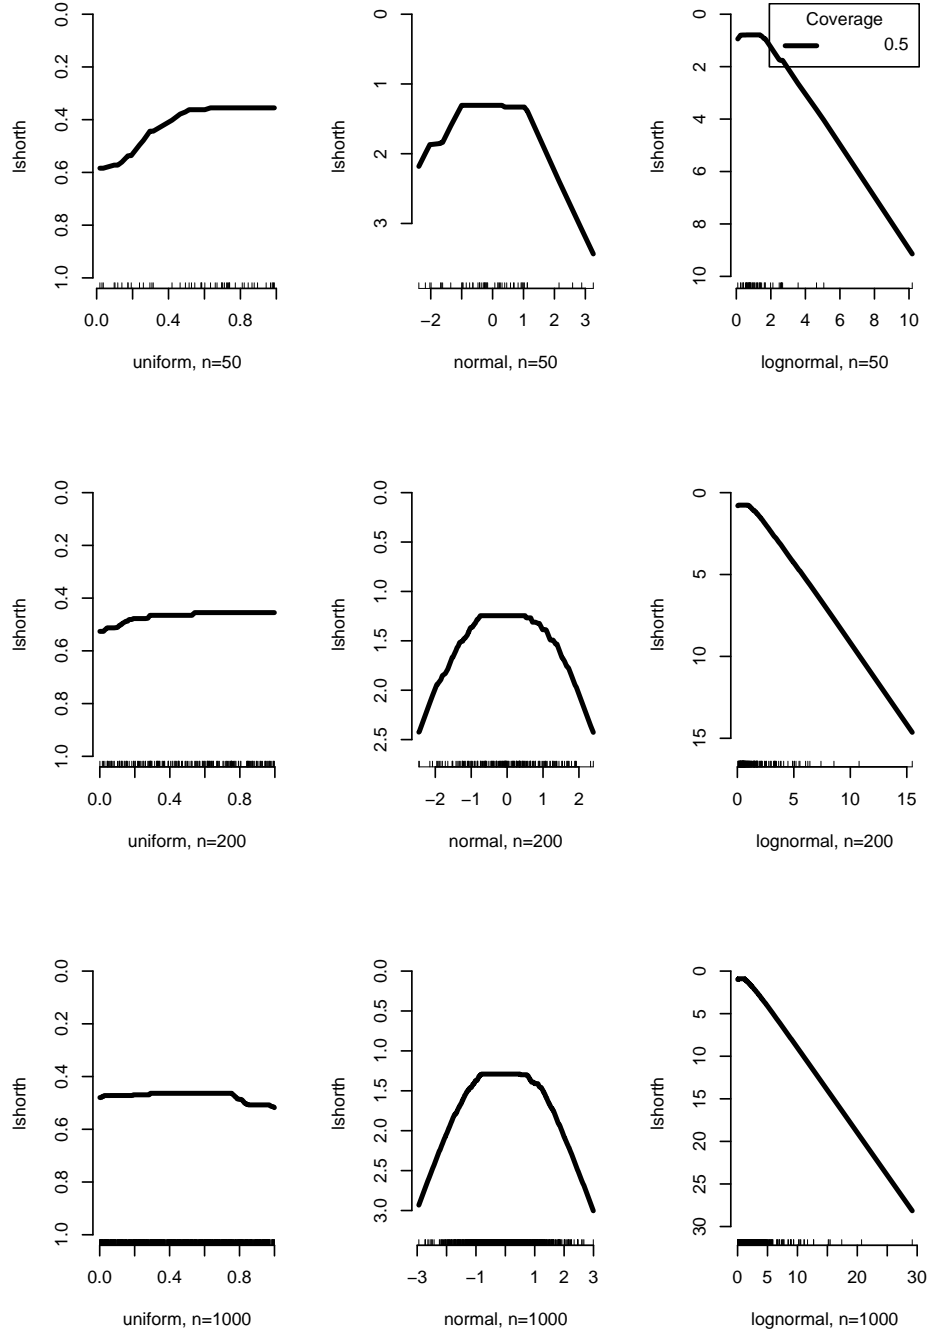 lshorth
0.0
0.2
0.4
0.6
0.8
1.0
0.0 0.4 0.8
uniform, n=50
lshorth
0
1
2
3
−2 0 1 2 3
normal, n=50
lshorth
0
2
4
6
8
10
0 2 4 6 8 10
lognormal, n=50
Coverage
0.5
lshorth
0.0
0.2
0.4
0.6
0.8
1.0
0.0 0.4 0.8
uniform, n=200
lshorth
0.0
0.5
1.0
1.5
2.0
2.5
−2 −1 0 1 2
normal, n=200
lshorth
0
5
10
15
0 5 10 15
lognormal, n=200
lshorth
0.0
0.2
0.4
0.6
0.8
1.0
0.0 0.4 0.8
uniform, n=1000
lshorth
0.0
0.5
1.0
1.5
2.0
2.5
3.0
−3 −1 0 1 2 3
normal, n=1000
lshorth
0
5
10
15
20
25
30
0 5 10 20 30
lognormal, n=1000